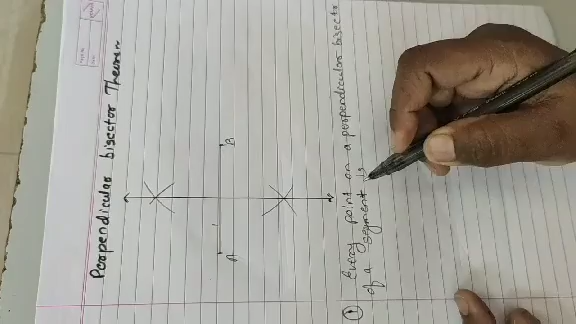 Perpendicular bisector Theorem
B
A
① Every point on a perpendicular bisector
of a segment is